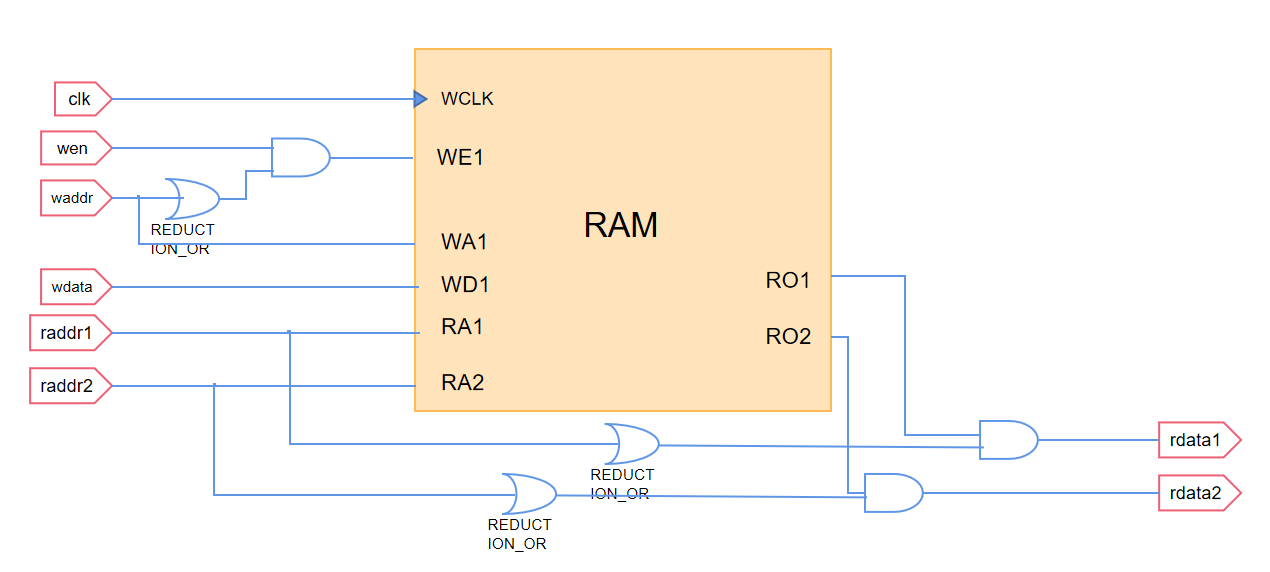 clk
WCLK
wen
WE1
waddr
RAM
REDUCT
ION_OR
WA1
wdata
WD1
RO1
raddr1
RA1
RO2
raddr2
RA2
rdata1
REDUCT
ION_OR
rdata2
REDUCT
ION_OR